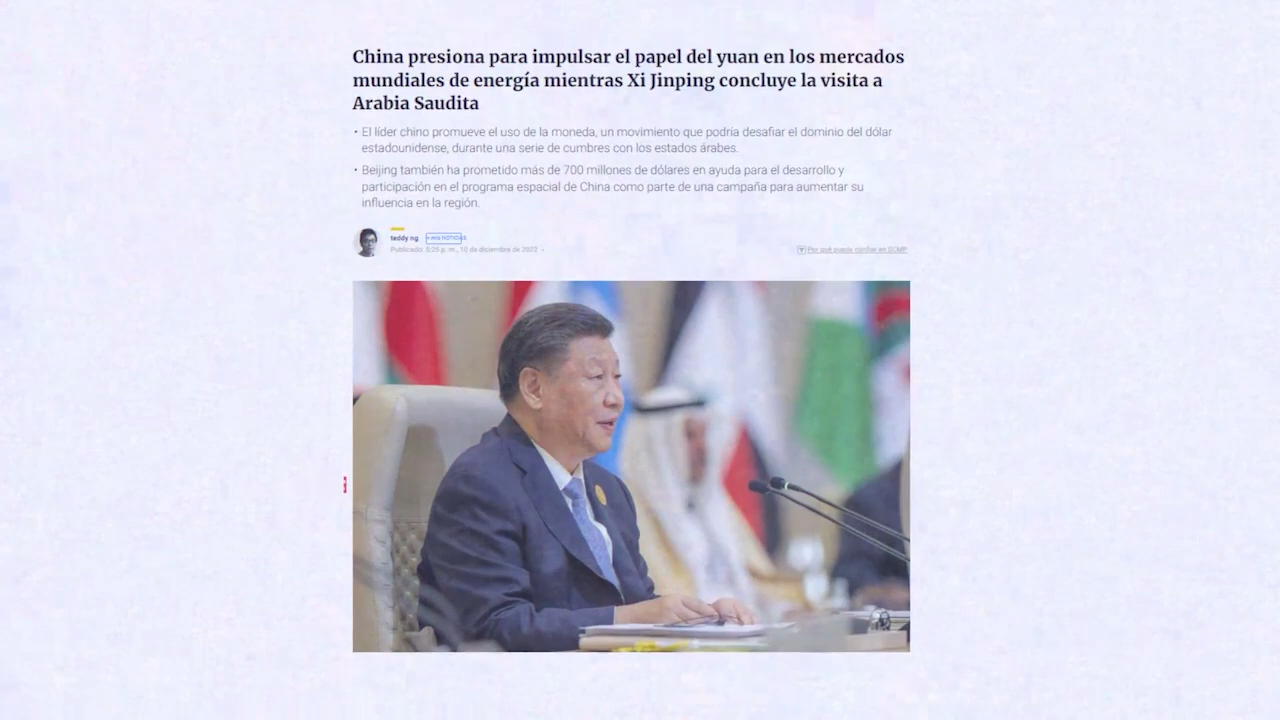 China presiona para impulsar el papel del yuan en los mercados
mundiales de energía mientras Xi Jinping concluye la visita a
Arabia Saudita
• El líder chino promueve el uso de la moneda, un movimiento que podría desafiar el dominio del dólar
estadounidense, durante una serie de cumbres con los estados árabes.
• Beijing también ha prometido más de 700 millones de dólares en ayuda para el desarrollo y
participación en el programa espacial de China como parte de una campaña para aumentar su
influencia en la región.
teddy ng + mis NOTICIAS
Publicado: 5:25 p. m., 10 de diciembre de 2022
Por qué puede confiar en SCMP